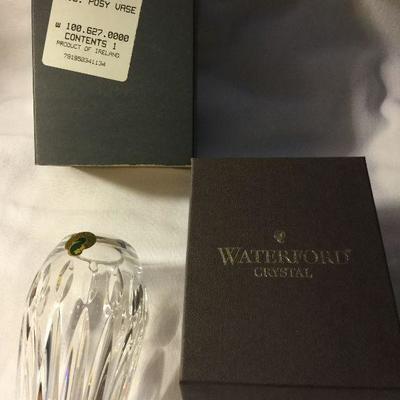 POSY VASE
W 100.627.0000
CONTENTS 1
PRODUCT OF IRELAND
WATERFORD®
CRYSTAL